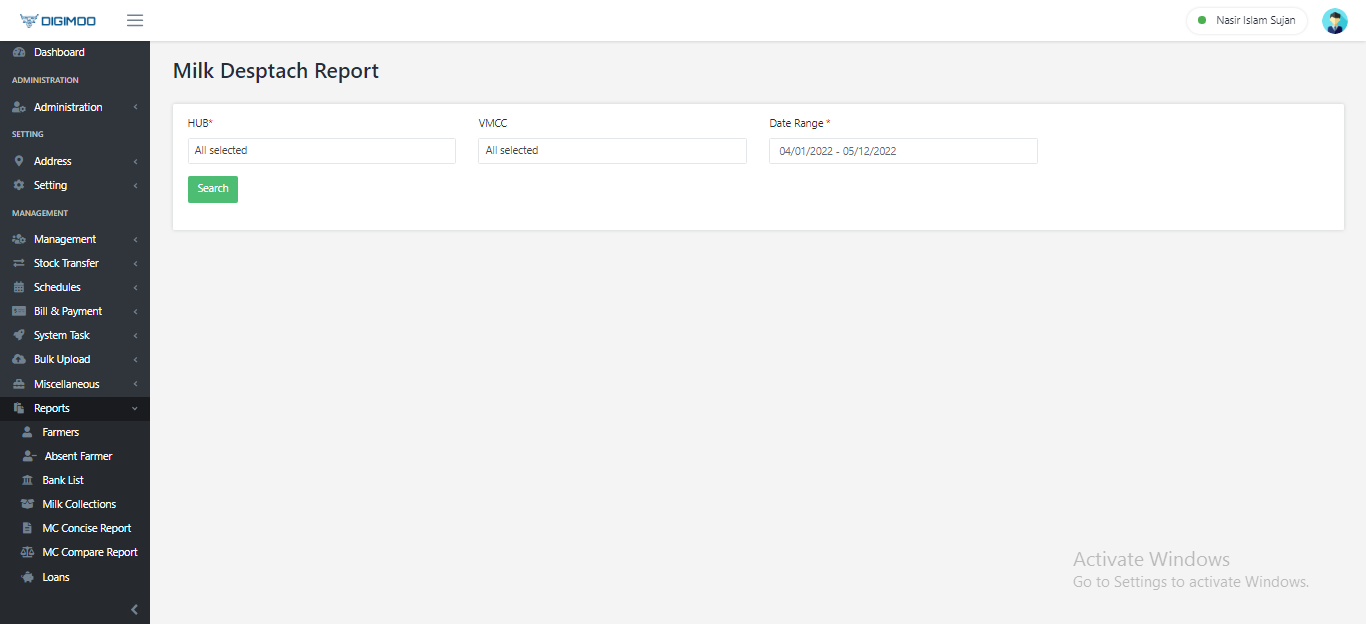 DIGIMOO
Nasir Islam Sujan
Dashboard
ADMINISTRATION
Administration
SETTING
Address
Setting
MANAGEMENT
Management
Stock Transfer
Schedules
Bill & Payment
System Task
Bulk Upload
Miscellaneous
Reports
Farmers
Absent Farmer
Bank List
Milk Collections
MC Concise Report
MC Compare Report
Loans
Milk Desptach Report
HUB*
VMCC
Date Range *
All selected
All selected
04/01/2022 - 05/12/2022
Search
Activate Windows
Go to Settings to activate Windows.